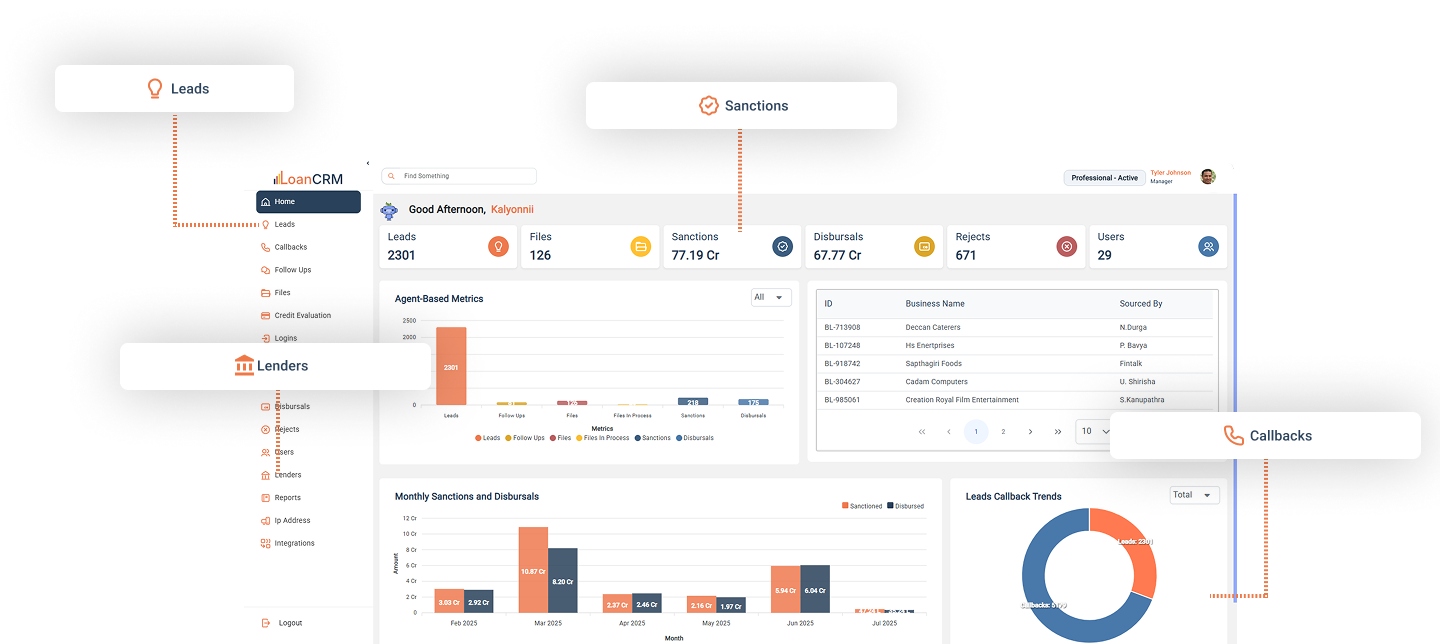 Leads
Sanctions
LoanCRM
Find Something
Professional - Active
Tyler Johnson
Manager
Home
Leads
Callbacks
Follow Ups
Files
Credit Evaluation
Logins
Lenders
Disbursals
Rejects
Users
Lenders
Reports
Ip Address
Integrations
Logout
Good Afternoon, Kalyonnii
Leads
2301
Files
126
Sanctions
77.19 Cr
Disbursals
67.77 Cr
Rejects
671
Users
29
Agent-Based Metrics
All
2500
2000
0
2301
126
218
175
Leads Follow Ups Files Files In Process Sanctions Disbursals
Metrics
Leads Follow Ups Files Files In Process Sanctions Disbursals
ID Business Name Sourced By
BL-713908 Deccan Caterers N.Durga
BL-107248 Hs Enertprises P. Bavya
BL-918742 Sapthagiri Foods Fintalk
BL-304627 Cadam Computers U. Shirisha
BL-985061 Creation Royal Film Entertainment S.Kanupathra
« ‹ 1 2 › » 10
Callbacks
Monthly Sanctions and Disbursals
Sanctioned Disbursed
12 Cr
10 Cr
8 Cr
6 Cr
4 Cr
2 Cr
0
Amount
3.03 Cr 2.92 Cr
10.87 Cr 8.20 Cr
2.37 Cr 2.46 Cr
2.16 Cr 1.97 Cr
5.94 Cr 6.04 Cr
Feb 2025 Mar 2025 Apr 2025 May 2025 Jun 2025 Jul 2025
Month
Leads Callback Trends
Total
Leads: 2301
Callbacks: